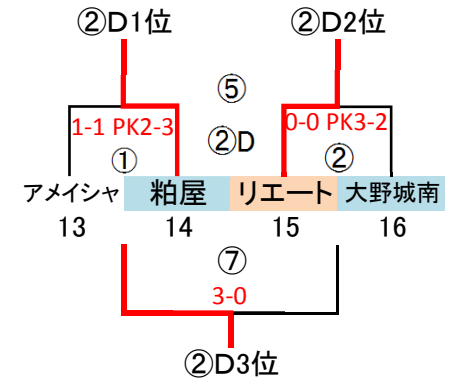 ②D1位 ②D2位
⑤
1-1 PK2-3 ②D 0-0 PK3-2
① ②
アメイシャ 粕屋 リエート 大野城南
13 14 15 16
⑦
3-0
②D3位